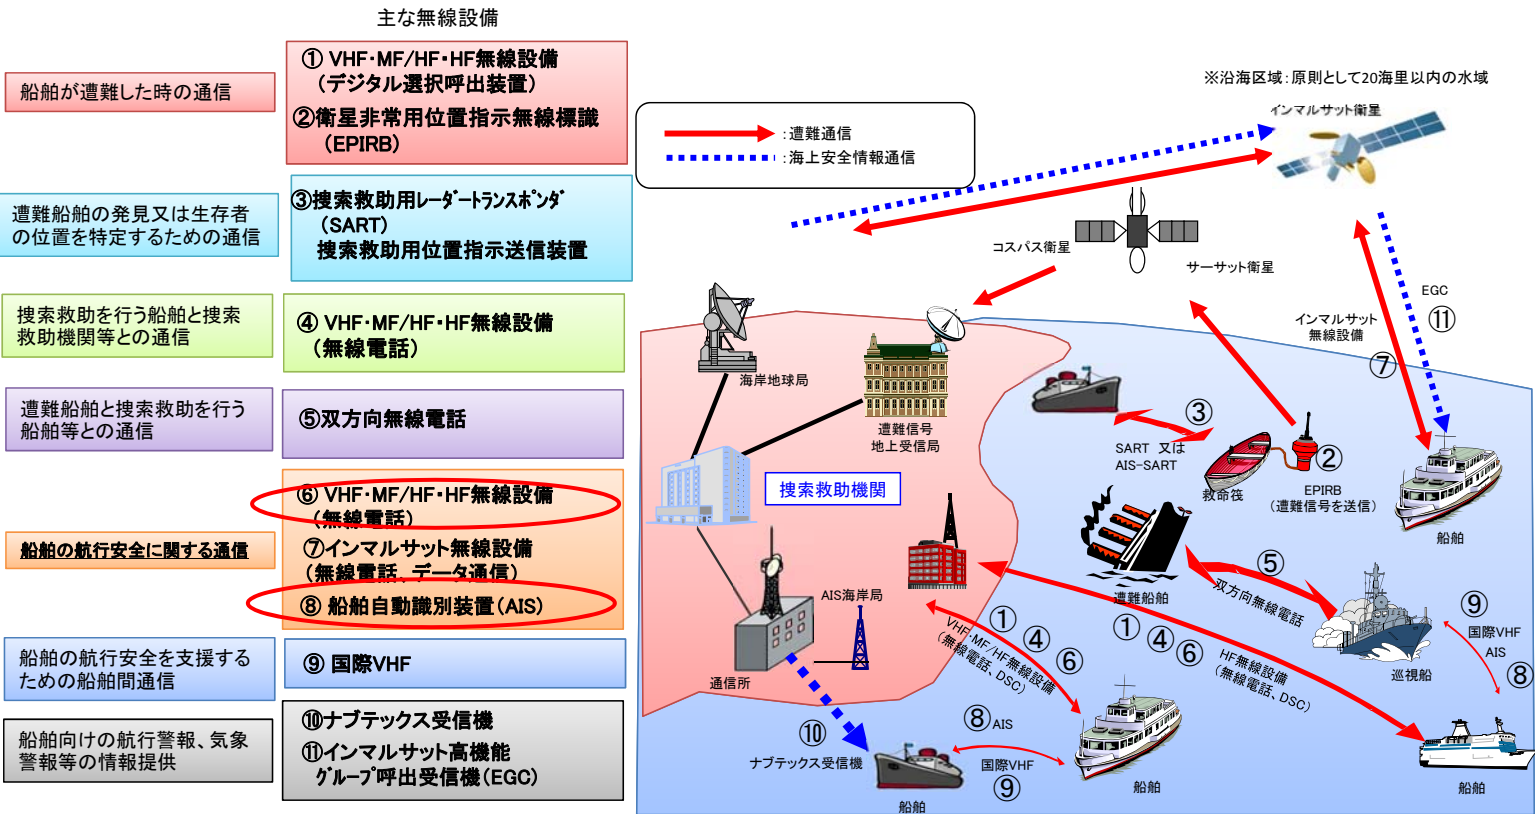 主な無線設備
船舶が遭難した時の通信
① VHF･MF/HF･HF無線設備
(デジタル選択呼出装置)
②衛星非常用位置指示無線標識
(EPIRB)
遭難船舶の発見又は生存者
の位置を特定するための通信
③捜索救助用ﾚｰﾀﾞｰﾄﾗﾝｽﾎﾟﾝﾀﾞ
(SART)
捜索救助用位置指示送信装置
捜索救助を行う船舶と捜索
救助機関等との通信
④ VHF･MF/HF･HF無線設備
(無線電話)
遭難船舶と捜索救助を行う
船舶等との通信
⑤双方向無線電話
船舶の航行安全に関する通信
⑥ VHF･MF/HF･HF無線設備
(無線電話)
⑦インマルサット無線設備
(無線電話、データ通信)
⑧ 船舶自動識別装置(AIS)
船舶の航行安全を支援する
ための船舶間通信
⑨ 国際VHF
船舶向けの航行警報、気象
警報等の情報提供
⑩ナブテックス受信機
⑪インマルサット高機能
ｸﾞﾙｰﾌﾟ呼出受信機(EGC)
※沿海区域：原則として20海里以内の水域
：遭難通信
：海上安全情報通信
インマルサット衛星
コスパス衛星
サーサット衛星
EGC
⑪
インマルサット
無線設備
⑦
海岸地球局
遭難信号
地上受信局
③
SART 又は
AIS-SART
救命筏
②
EPIRB
(遭難信号を送信)
船舶
捜索救助機関
遭難船舶
⑤
双方向無線電話
巡視船
⑨
国際VHF
AIS
⑧
AIS海岸局
通信所
① ④ ⑥
VHF･MF/HF無線設備
(無線電話、DSC)
① ④ ⑥
HF無線設備
(無線電話、DSC)
⑩
ナブテックス受信機
⑧AIS
国際VHF
⑨
船舶
船舶
船舶